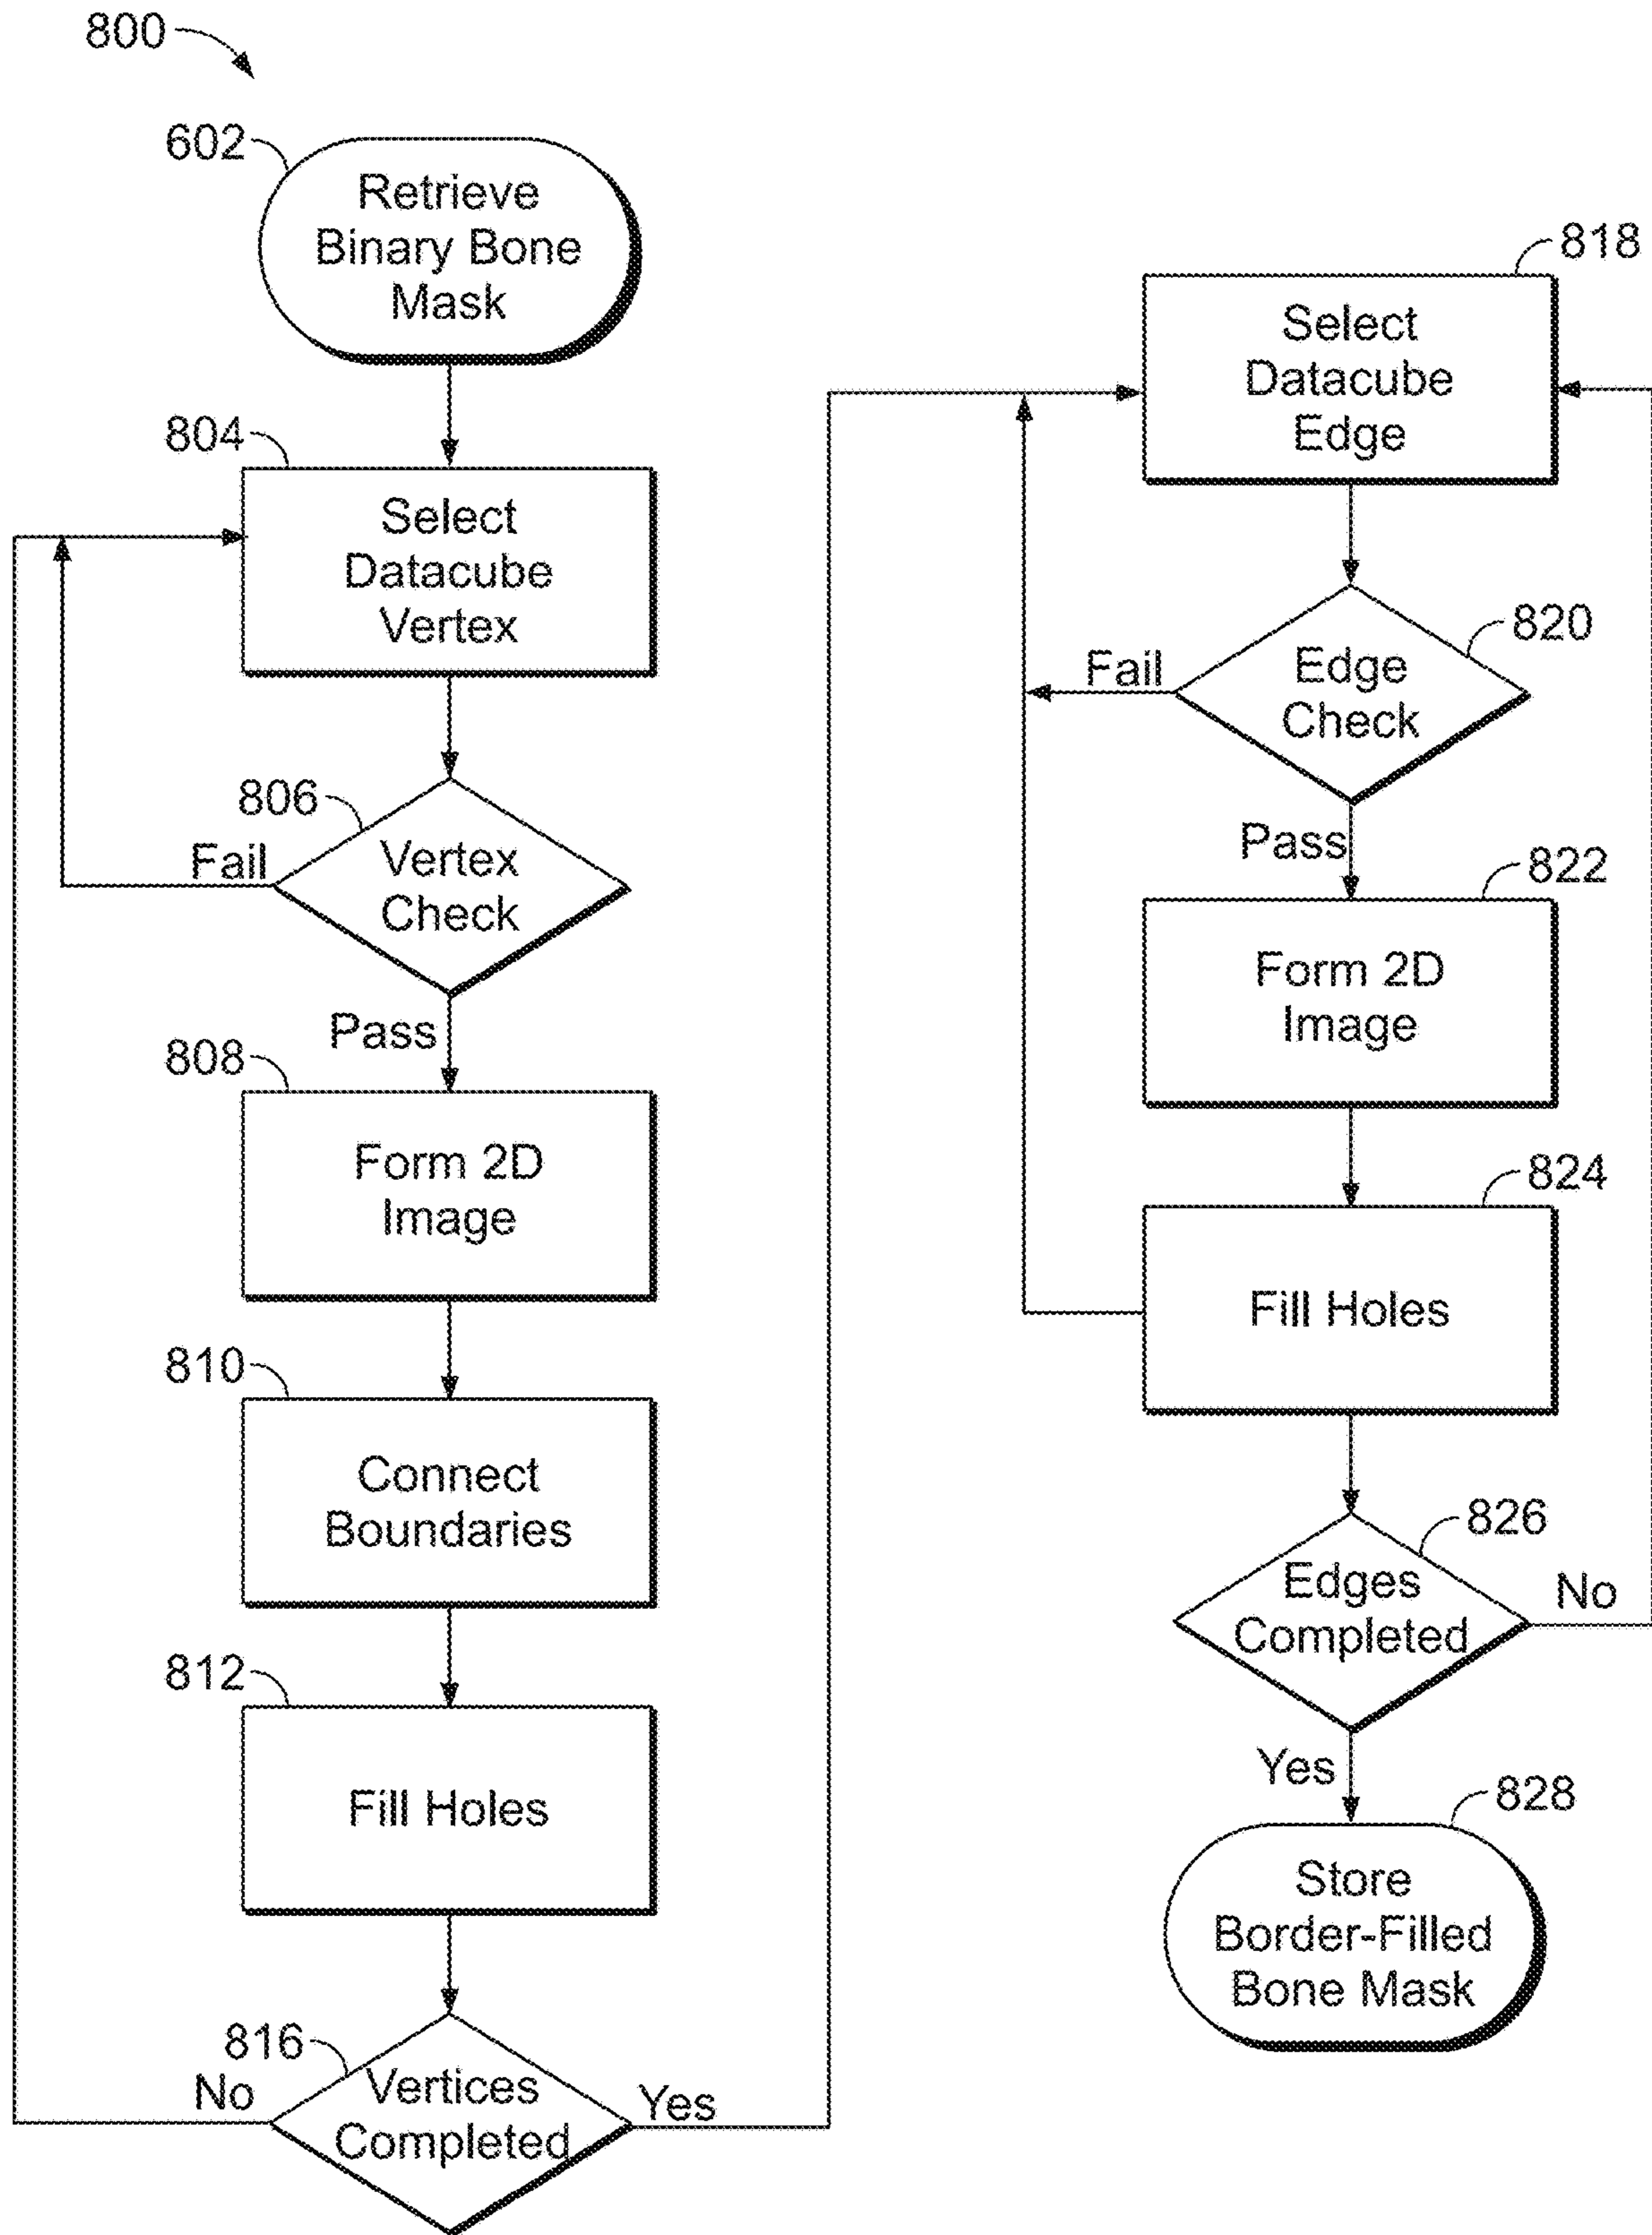 800
602
Retrieve
Binary Bone
Mask
804
Select
Datacube
Vertex
806
Fail
Vertex
Check
Pass
808
Form 2D
Image
810
Connect
Boundaries
812
Fill Holes
816
No
Vertices
Completed
Yes
818
Select
Datacube
Edge
820
Fail
Edge
Check
Pass
822
Form 2D
Image
824
Fill Holes
826
Edges
Completed
No
Yes
828
Store
Border-Filled
Bone Mask